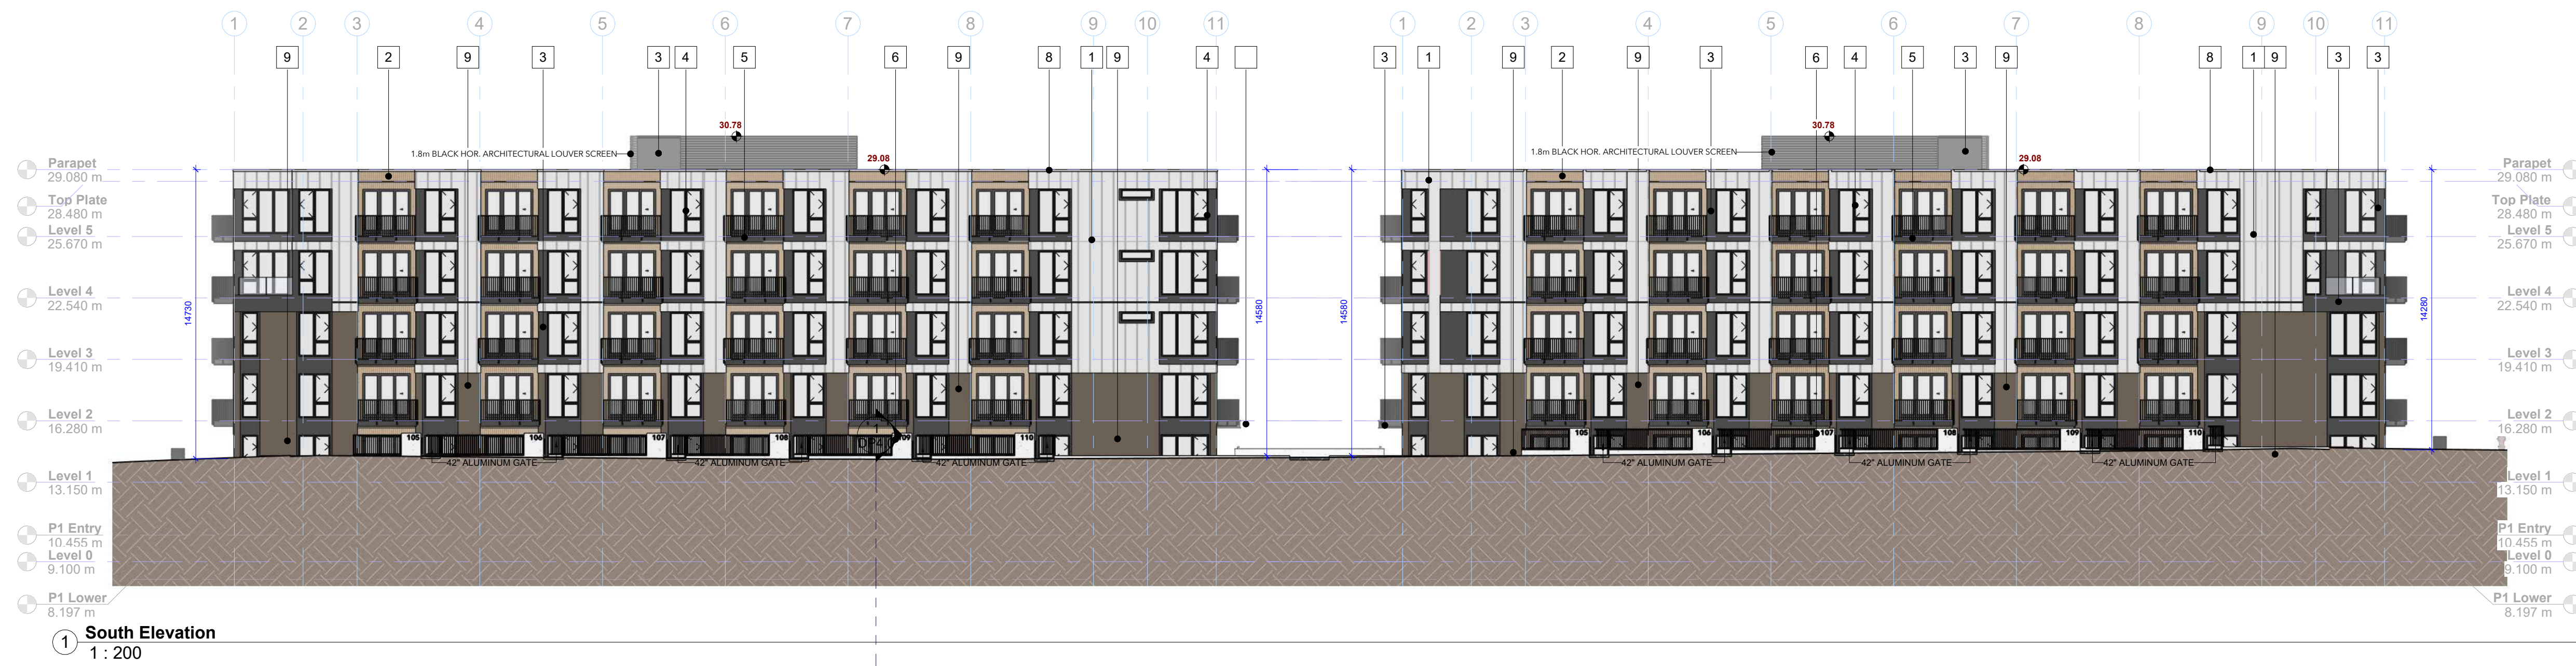 1 2 3 4 5 6 7 8 9 10 11 1 2 3 4 5 6 7 8 9 10 11
9 2 9 3 3 4 5 6 9 8 1 9 4 3 1 9 2 9 3 6 4 5 3 9 8 1 9 3 3
30.78 30.78
1.8m BLACK HOR. ARCHITECTURAL LOUVER SCREEN 1.8m BLACK HOR. ARCHITECTURAL LOUVER SCREEN
29.08 29.08
Parapet Parapet
29.080 m 29.080 m
Top Plate Top Plate
28.480 m 28.480 m
Level 5 Level 5
25.670 m 25.670 m
Level 4 Level 4
22.540 m 22.540 m
14730 14580 14580 14280
Level 3 Level 3
19.410 m 19.410 m
Level 2 Level 2
16.280 m 16.280 m
105 106 107 108 110 105 106 107 108 109 110
42" ALUMINUM GATE 42" ALUMINUM GATE 42" ALUMINUM GATE 42" ALUMINUM GATE 42" ALUMINUM GATE 42" ALUMINUM GATE
Level 1 Level 1
13.150 m 13.150 m
P1 Entry P1 Entry
10.455 m 10.455 m
Level 0 Level 0
9.100 m 9.100 m
P1 Lower P1 Lower
8.197 m 8.197 m
1 South Elevation
1 : 200